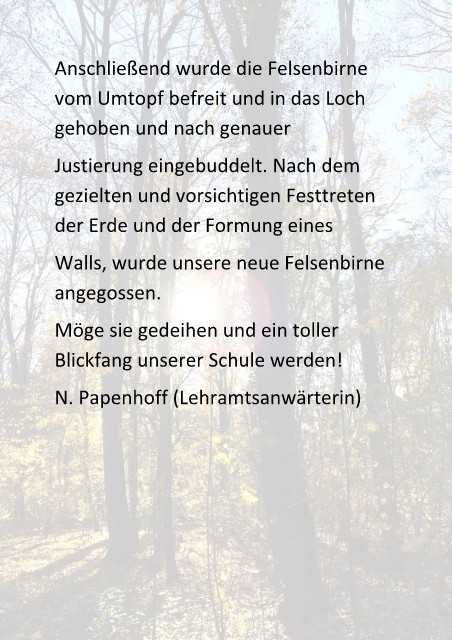 Anschließend wurde die Felsenbirne
vom Umtopf befreit und in das Loch
gehoben und nach genauer
Justierung eingebuddelt. Nach dem
gezielten und vorsichtigen Festtreten
der Erde und der Formung eines
Walls, wurde unsere neue Felsenbirne
angegossen.
Möge sie gedeihen und ein toller
Blickfang unserer Schule werden!
N. Papenhoff (Lehramtsanwärterin)